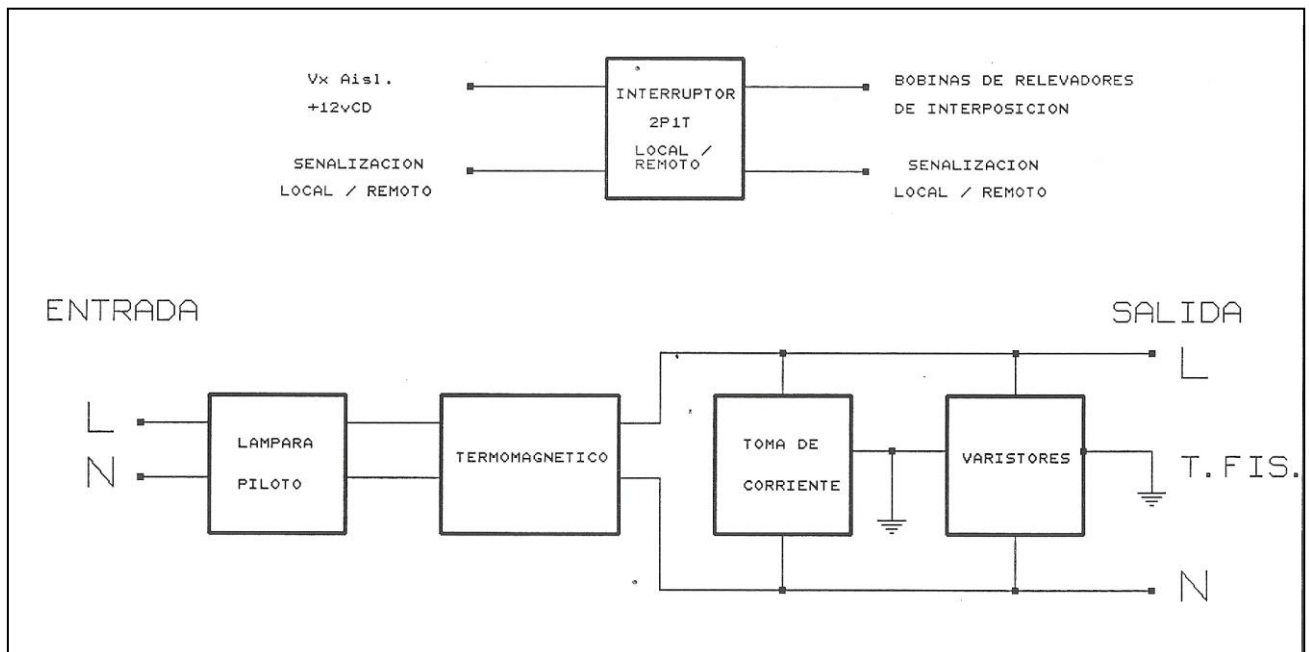 Vx Aisl.
+12vCD
SENALIZACION
LOCAL / REMOTO
INTERRUPTOR
2P1T
LOCAL /
REMOTO
BOBINAS DE RELEVADORES
DE INTERPOSICION
SENALIZACION
LOCAL / REMOTO
ENTRADA
SALIDA
L
N
LAMPARA
PILOTO
TERMOMAGNETICO
TOMA DE
CORRIENTE
VARISTORES
L
T.FIS.
N